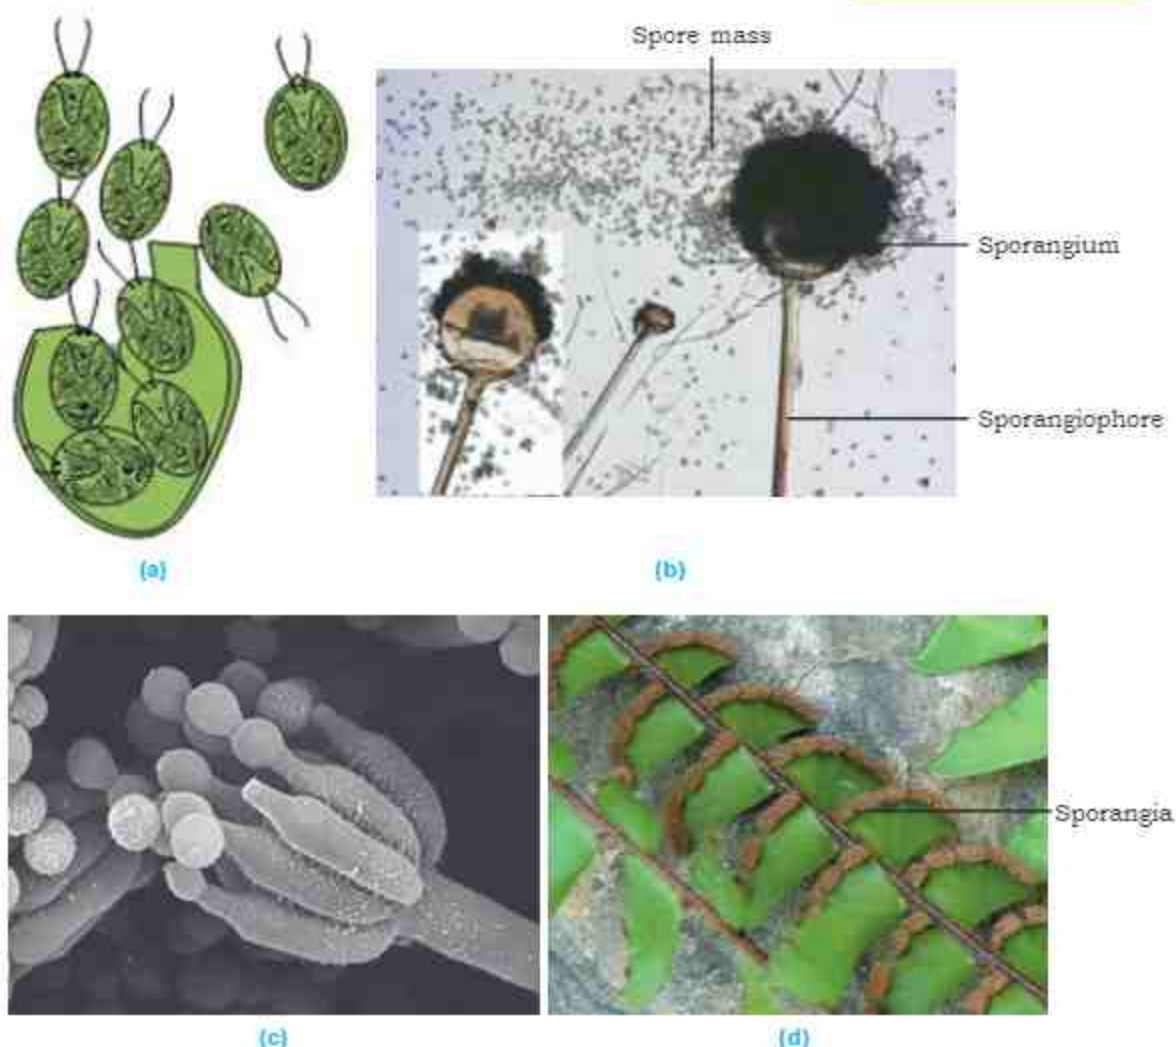 Spore mass
Sporangium
Sporangiophore
(a)
(b)
Sporangia
(c)
(d)